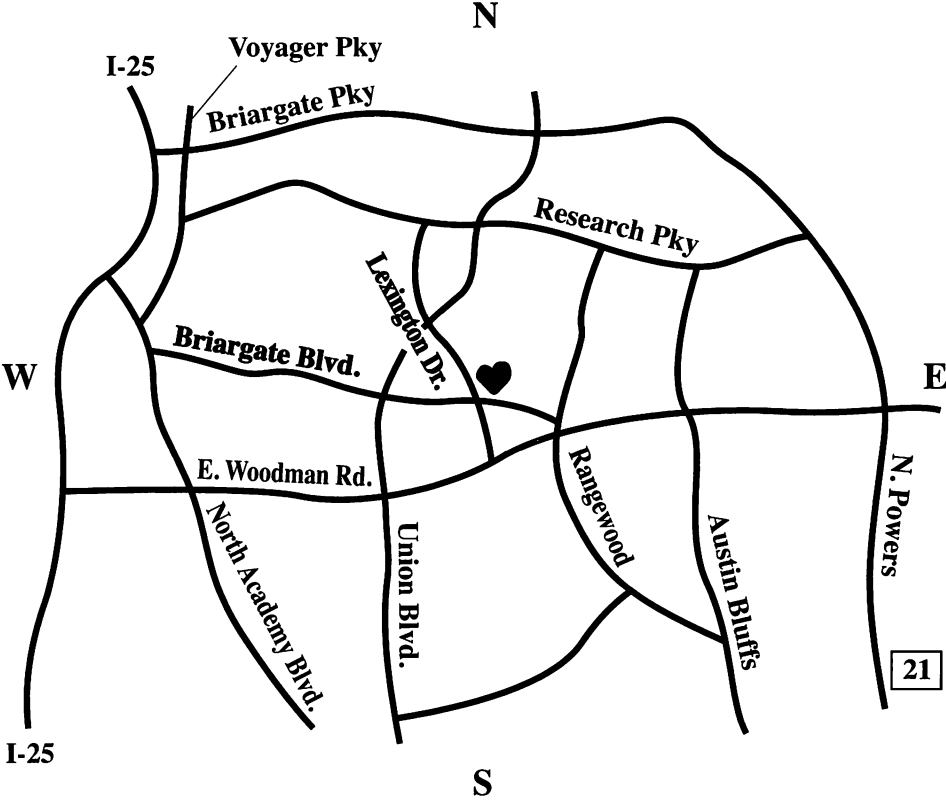 N
Voyager Pky
I-25
Briargate Pky
Research Pky
Lexington Dr.
Briargate Blvd.
W
E
E. Woodman Rd.
Rangewood
N. Powers
North Academy Blvd.
Union Blvd.
Austin Bluffs
21
I-25
S